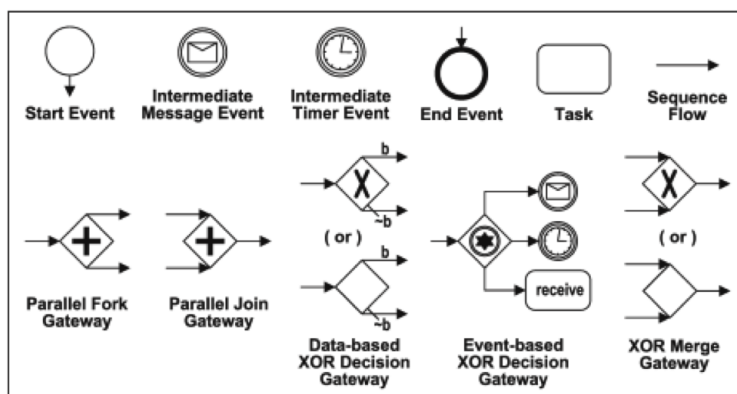 Start Event
Intermediate
Message Event
Intermediate
Timer Event
End Event
Task
Sequence
Flow
Parallel Fork
Gateway
Parallel Join
Gateway
b
~b
( or )
b
~b
Data-based
XOR Decision
Gateway
receive
Event-based
XOR Decision
Gateway
( or )
XOR Merge
Gateway